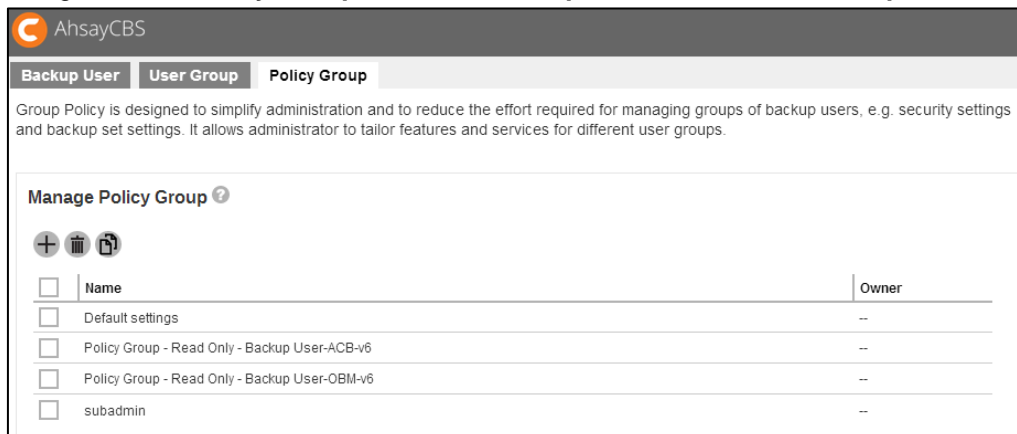 AhsayCBS
Backup User User Group Policy Group
Group Policy is designed to simplify administration and to reduce the effort required for managing groups of backup users, e.g. security settings
and backup set settings. It allows administrator to tailor features and services for different user groups.
Manage Policy Group ?
Name Owner
Default settings --
Policy Group - Read Only - Backup User-ACB-v6 --
Policy Group - Read Only - Backup User-OBM-v6 --
subadmin --